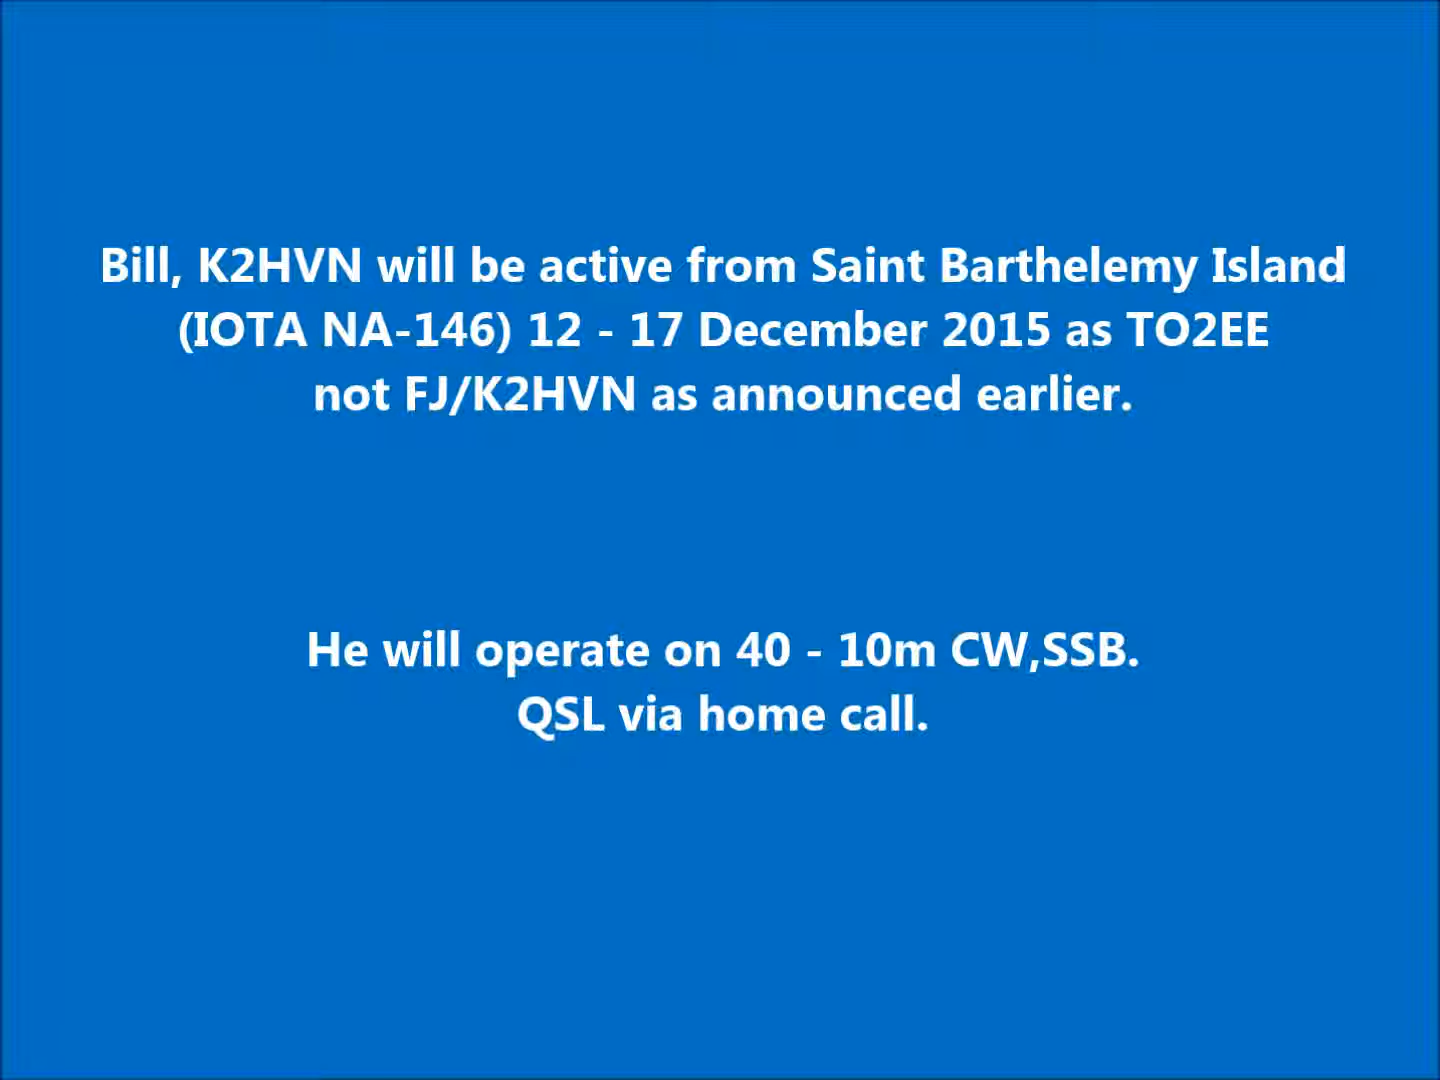 Bill, K2HVN will be active from Saint Barthelemy Island
(IOTA NA-146) 12 - 17 December 2015 as TO2EE
not FJ/K2HVN as announced earlier.
He will operate on 40 - 10m CW,SSB.
QSL via home call.